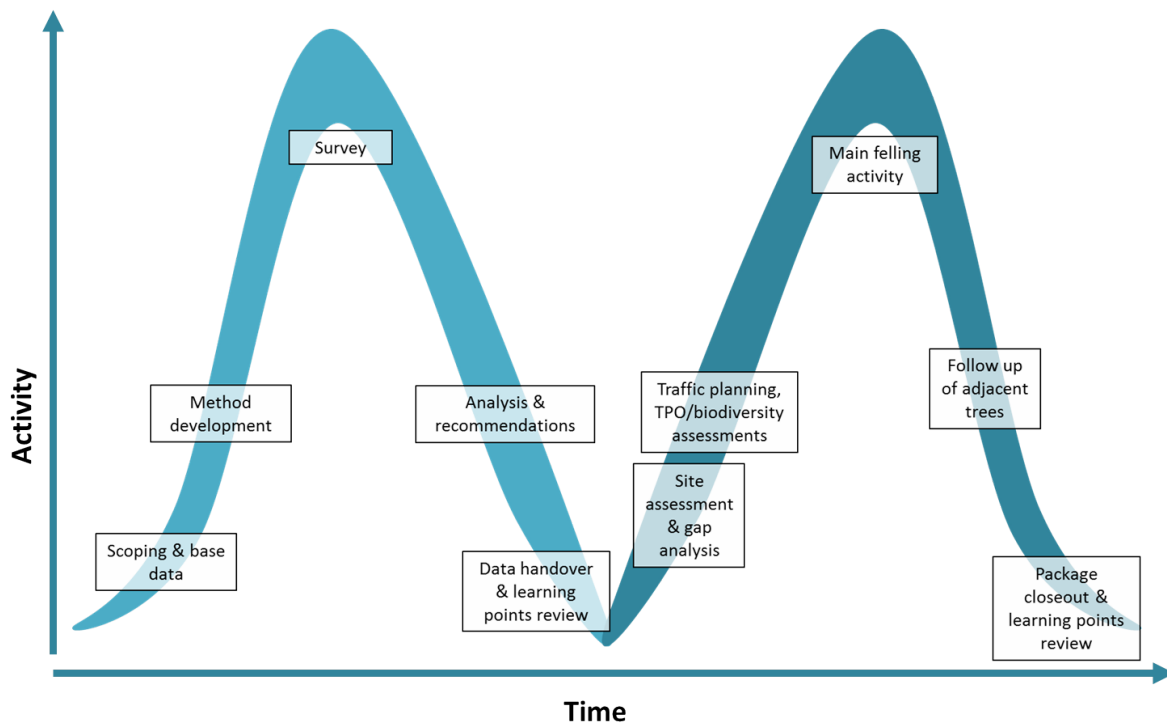 Survey
Main felling
activity
Method
development
Analysis &
recommendations
Traffic planning,
TPO/biodiversity
assessments
Follow up
of adjacent
trees
Activity
Scoping & base
data
Data handover
& learning
points review
Site
assessment
& gap
analysis
Package
closeout &
learning points
review
Time